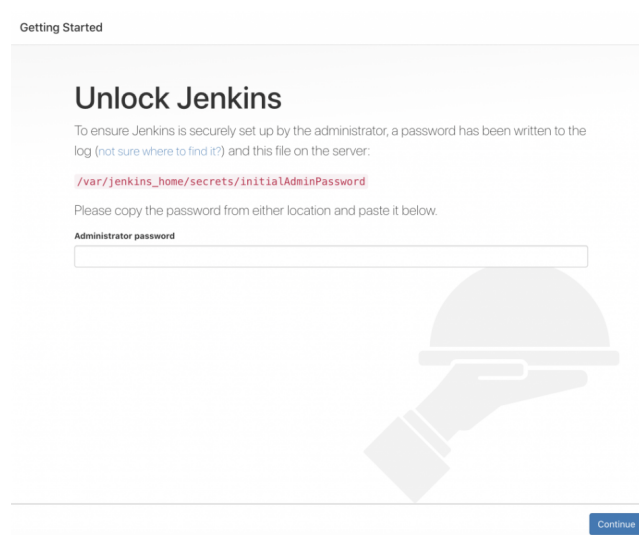 Getting Started
Unlock Jenkins
To ensure Jenkins is securely set up by the administrator, a password has been written to the
log (not sure where to find it?) and this file on the server:
/var/jenkins_home/secrets/initialAdminPassword
Please copy the password from either location and paste it below.
Administrator password
Continue